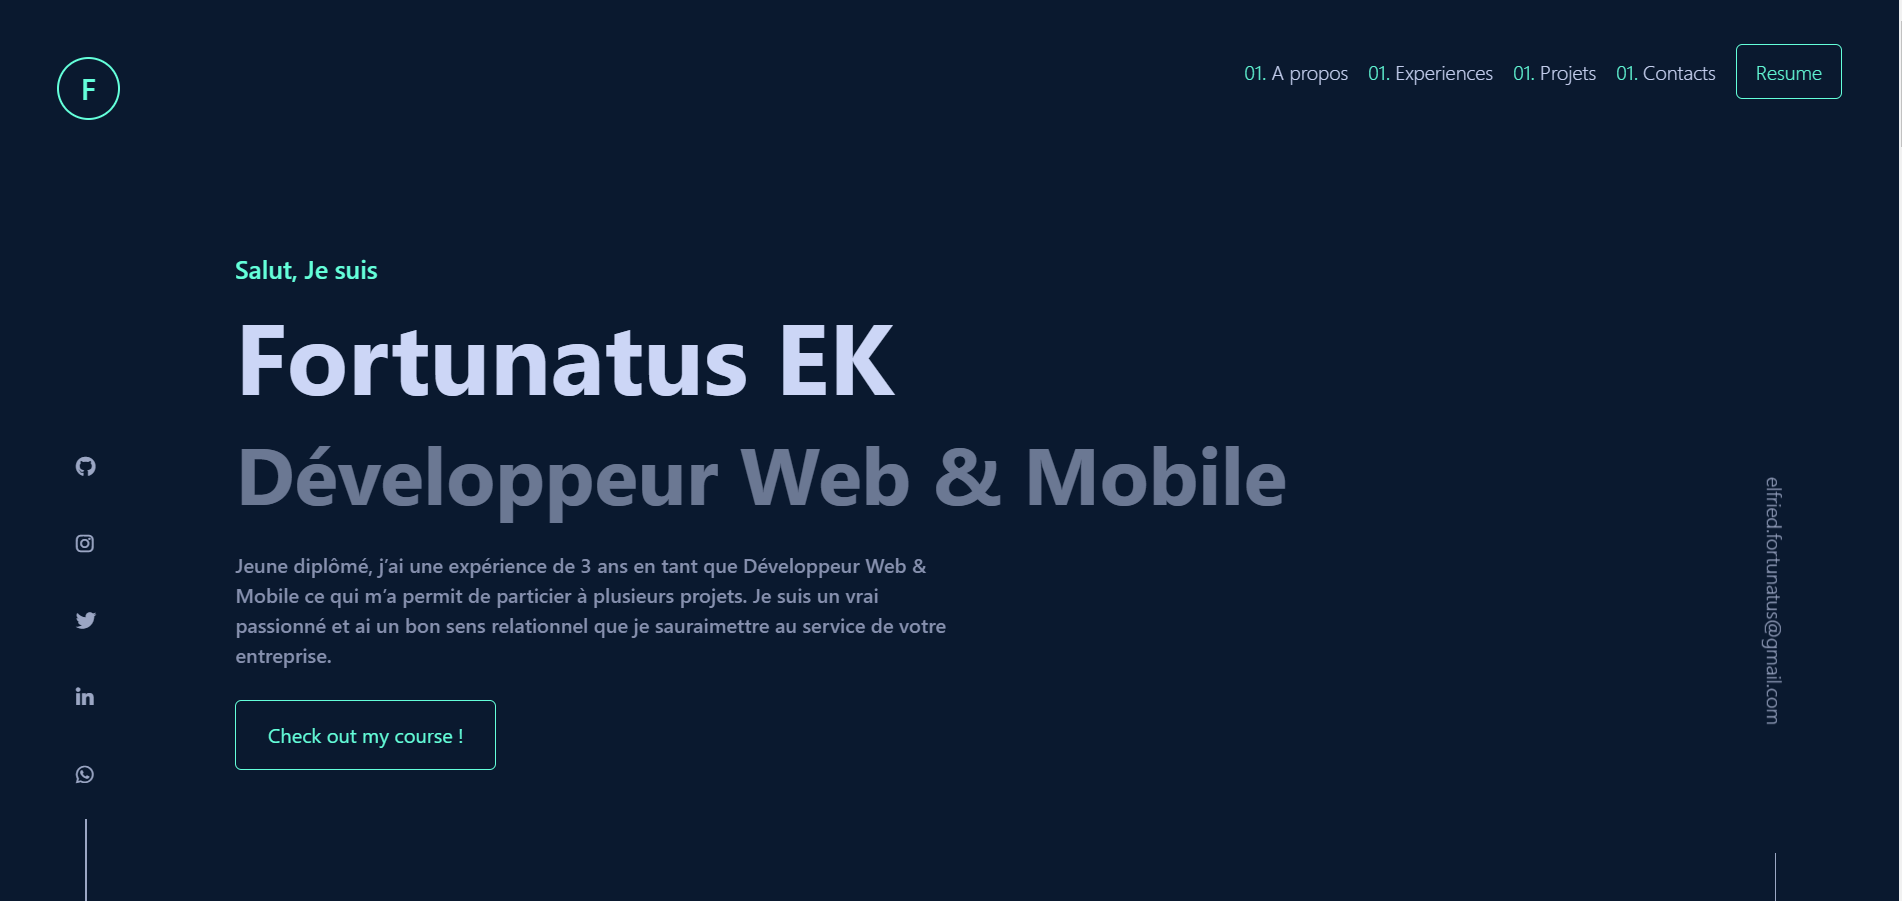 F
01. A propos
01. Experiences
01. Projets
01. Contacts
Resume
Salut, Je suis
Fortunatus EK
Développeur Web & Mobile
Jeune diplômé, j’ai une expérience de 3 ans en tant que Développeur Web &
Mobile ce qui m’a permit de particier à plusieurs projets. Je suis un vrai
passionné et ai un bon sens relationnel que je sauraimettre au service de votre
entreprise.
Check out my course !
elfried.fortunatus@gmail.com